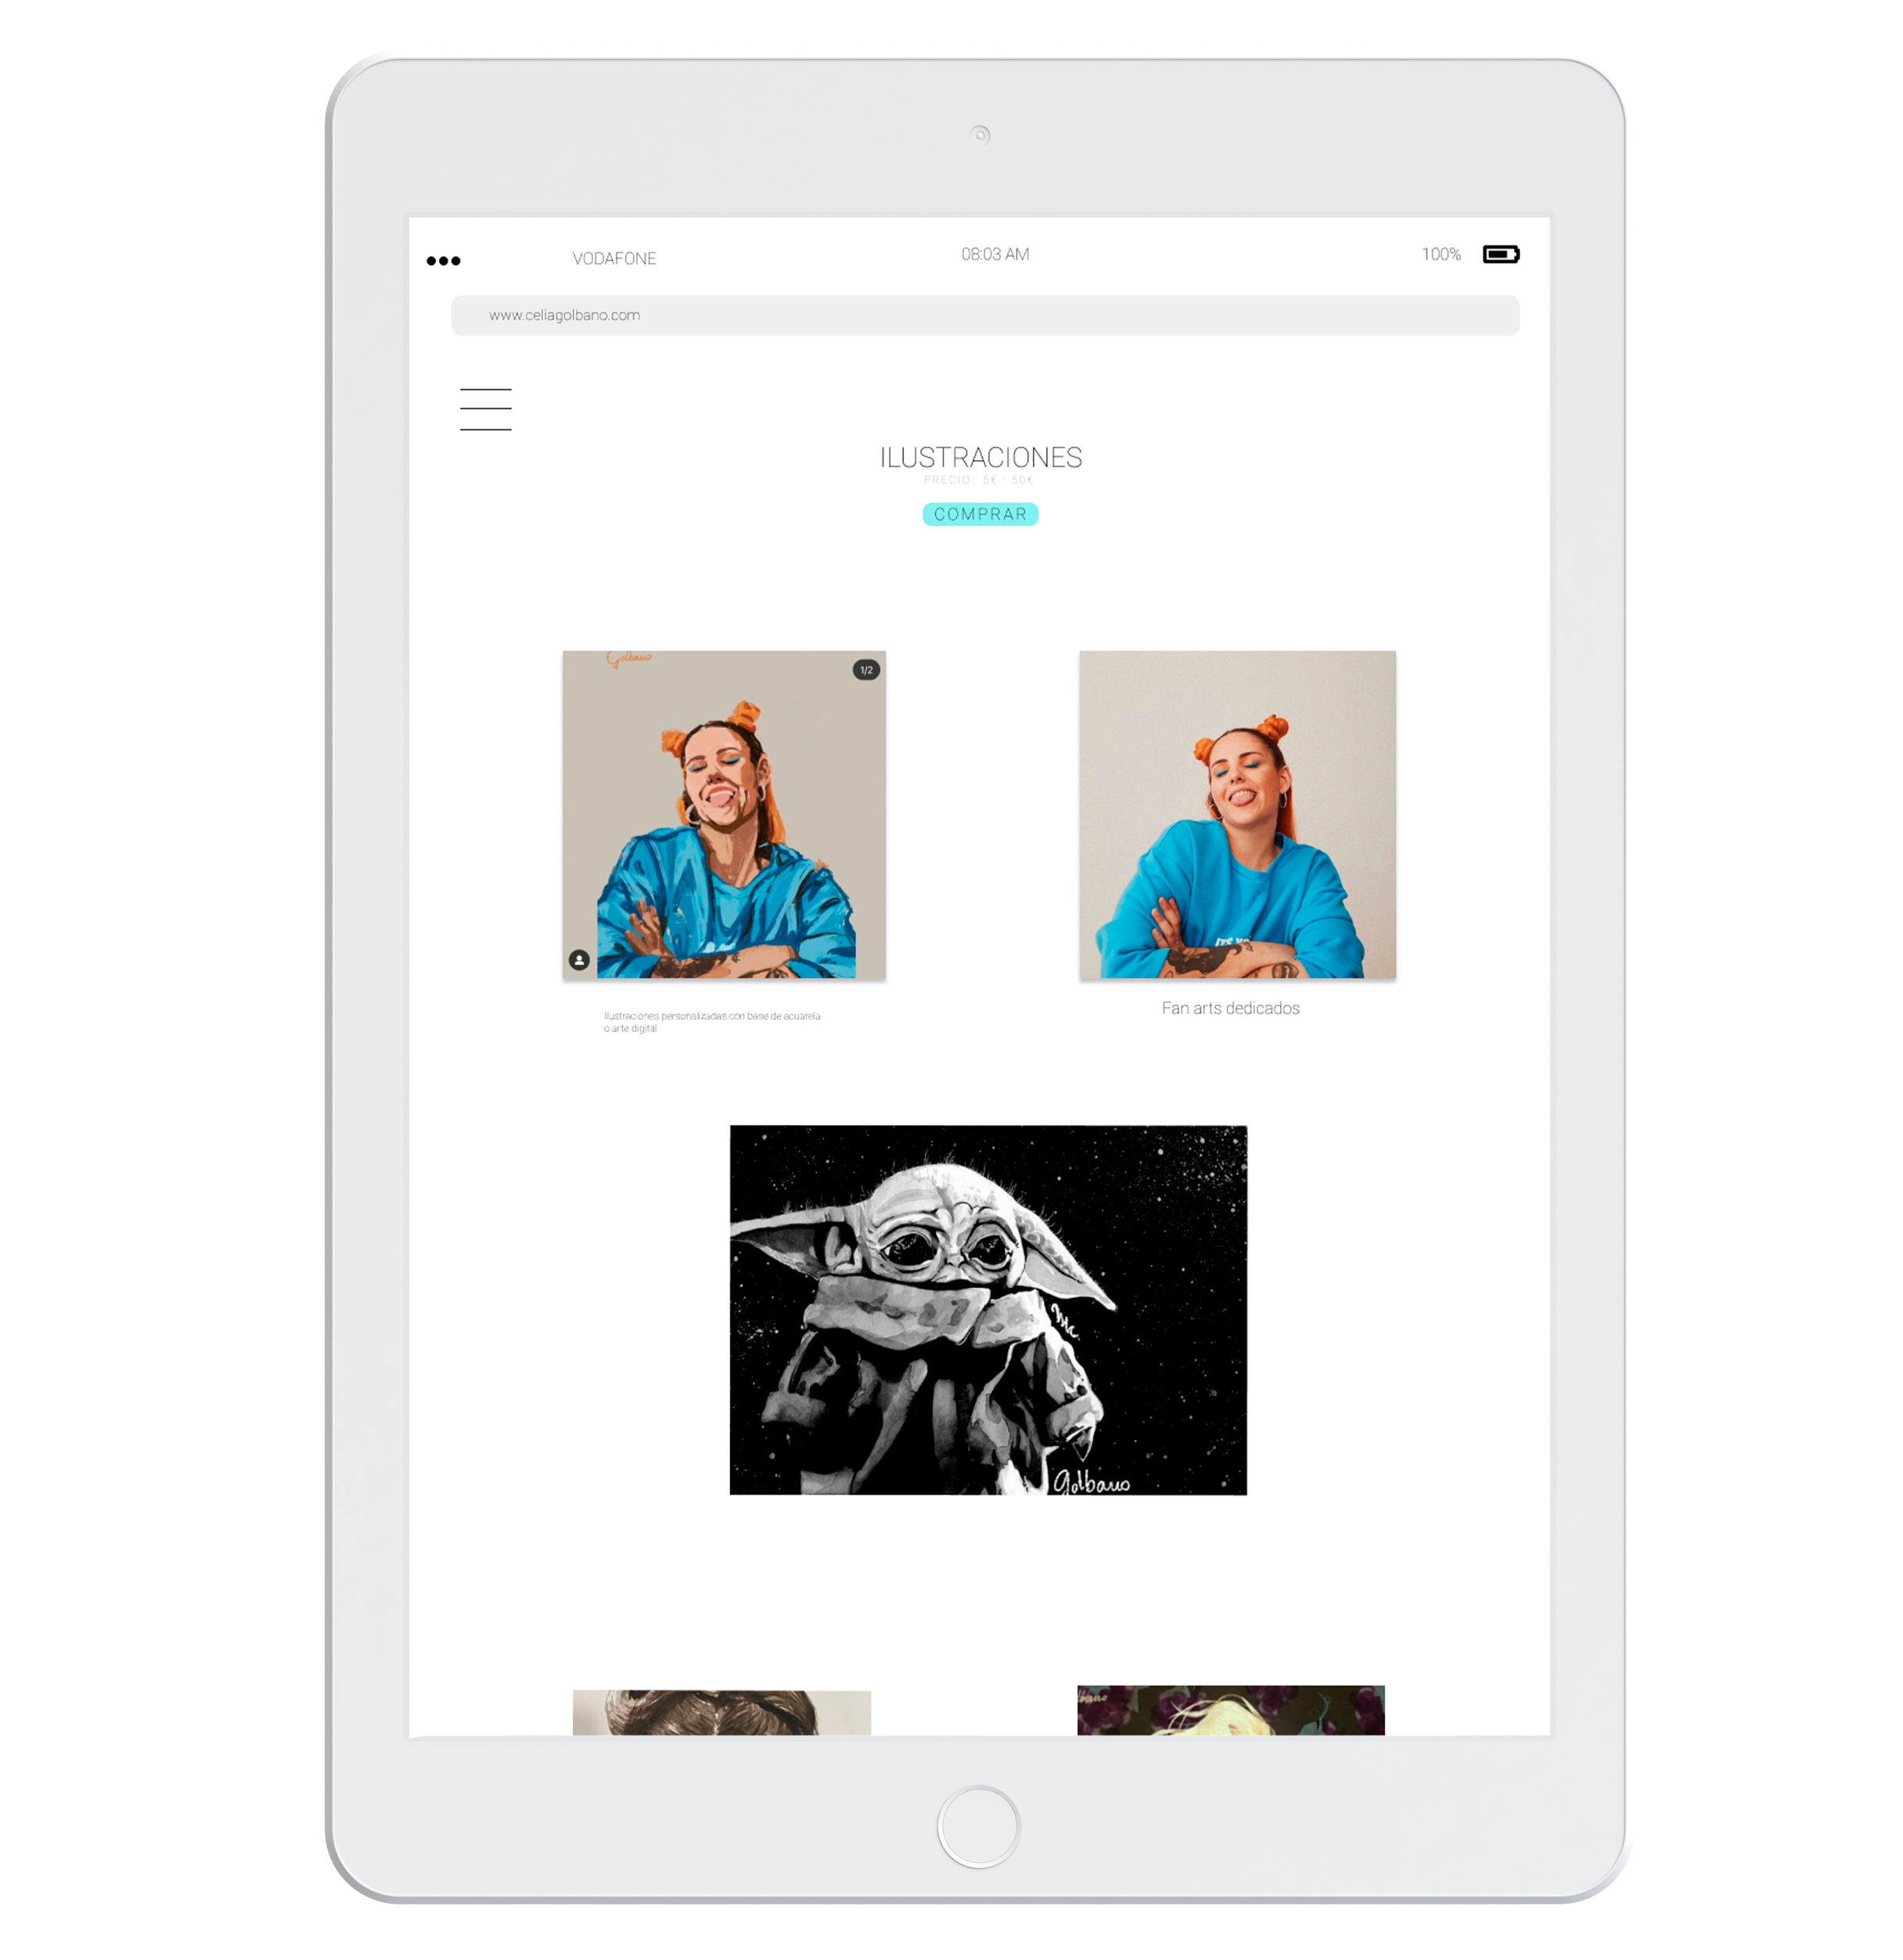 VODAFONE
08:03 AM
100%
www.celiagolbano.com
ILUSTRACIONES
PRECIO: 5€ - 50€
COMPRAR
Golbano
1/2
Ilustraciones personalizadas con base de acuarela
o arte digital.
Fan arts dedicados
golbano